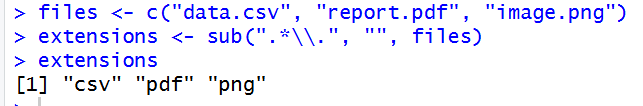 > files <- c("data.csv", "report.pdf", "image.png")
> extensions <- sub(".*\\.", "", files)
> extensions
[1] "csv" "pdf" "png"
>